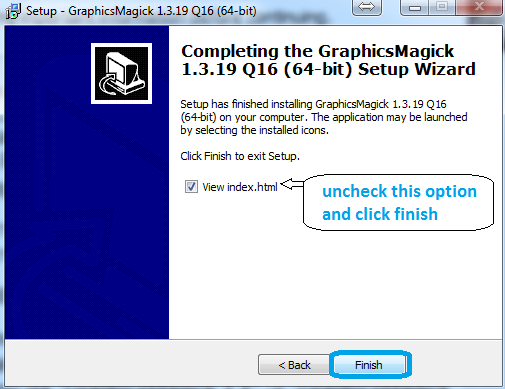 Setup - GraphicsMagick 1.3.19 Q16 (64-bit)
Completing the GraphicsMagick
1.3.19 Q16 (64-bit) Setup Wizard
Setup has finished installing GraphicsMagick 1.3.19 Q16
(64-bit) on your computer. The application may be launched
by selecting the installed icons.
Click Finish to exit Setup.
View index.html
uncheck this option
and click finish
< Back
Finish